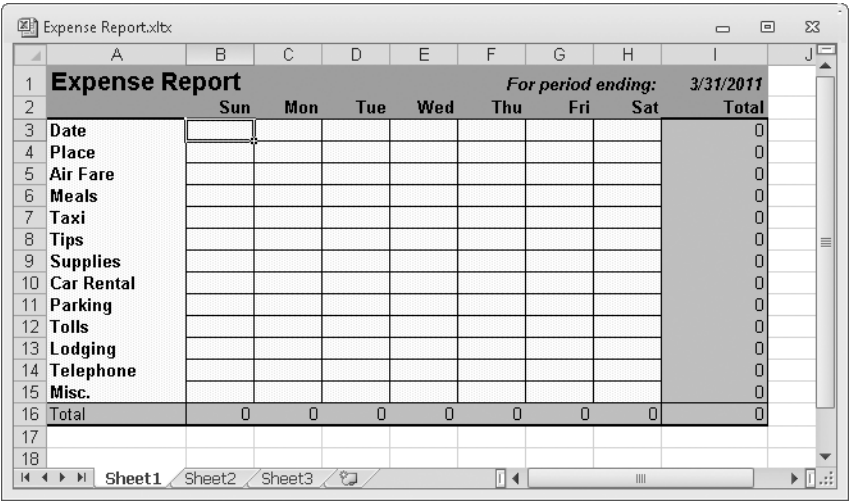 Expense Report.xltx
A B C D E F G H I J
1 Expense Report For period ending: 3/31/2011
2 Sun Mon Tue Wed Thu Fri Sat Total
3 Date 0
4 Place 0
5 Air Fare 0
6 Meals 0
7 Taxi 0
8 Tips 0
9 Supplies 0
10 Car Rental 0
11 Parking 0
12 Tolls 0
13 Lodging 0
14 Telephone 0
15 Misc. 0
16 Total 0 0 0 0 0 0 0 0
17
18
Sheet1 Sheet2 Sheet3